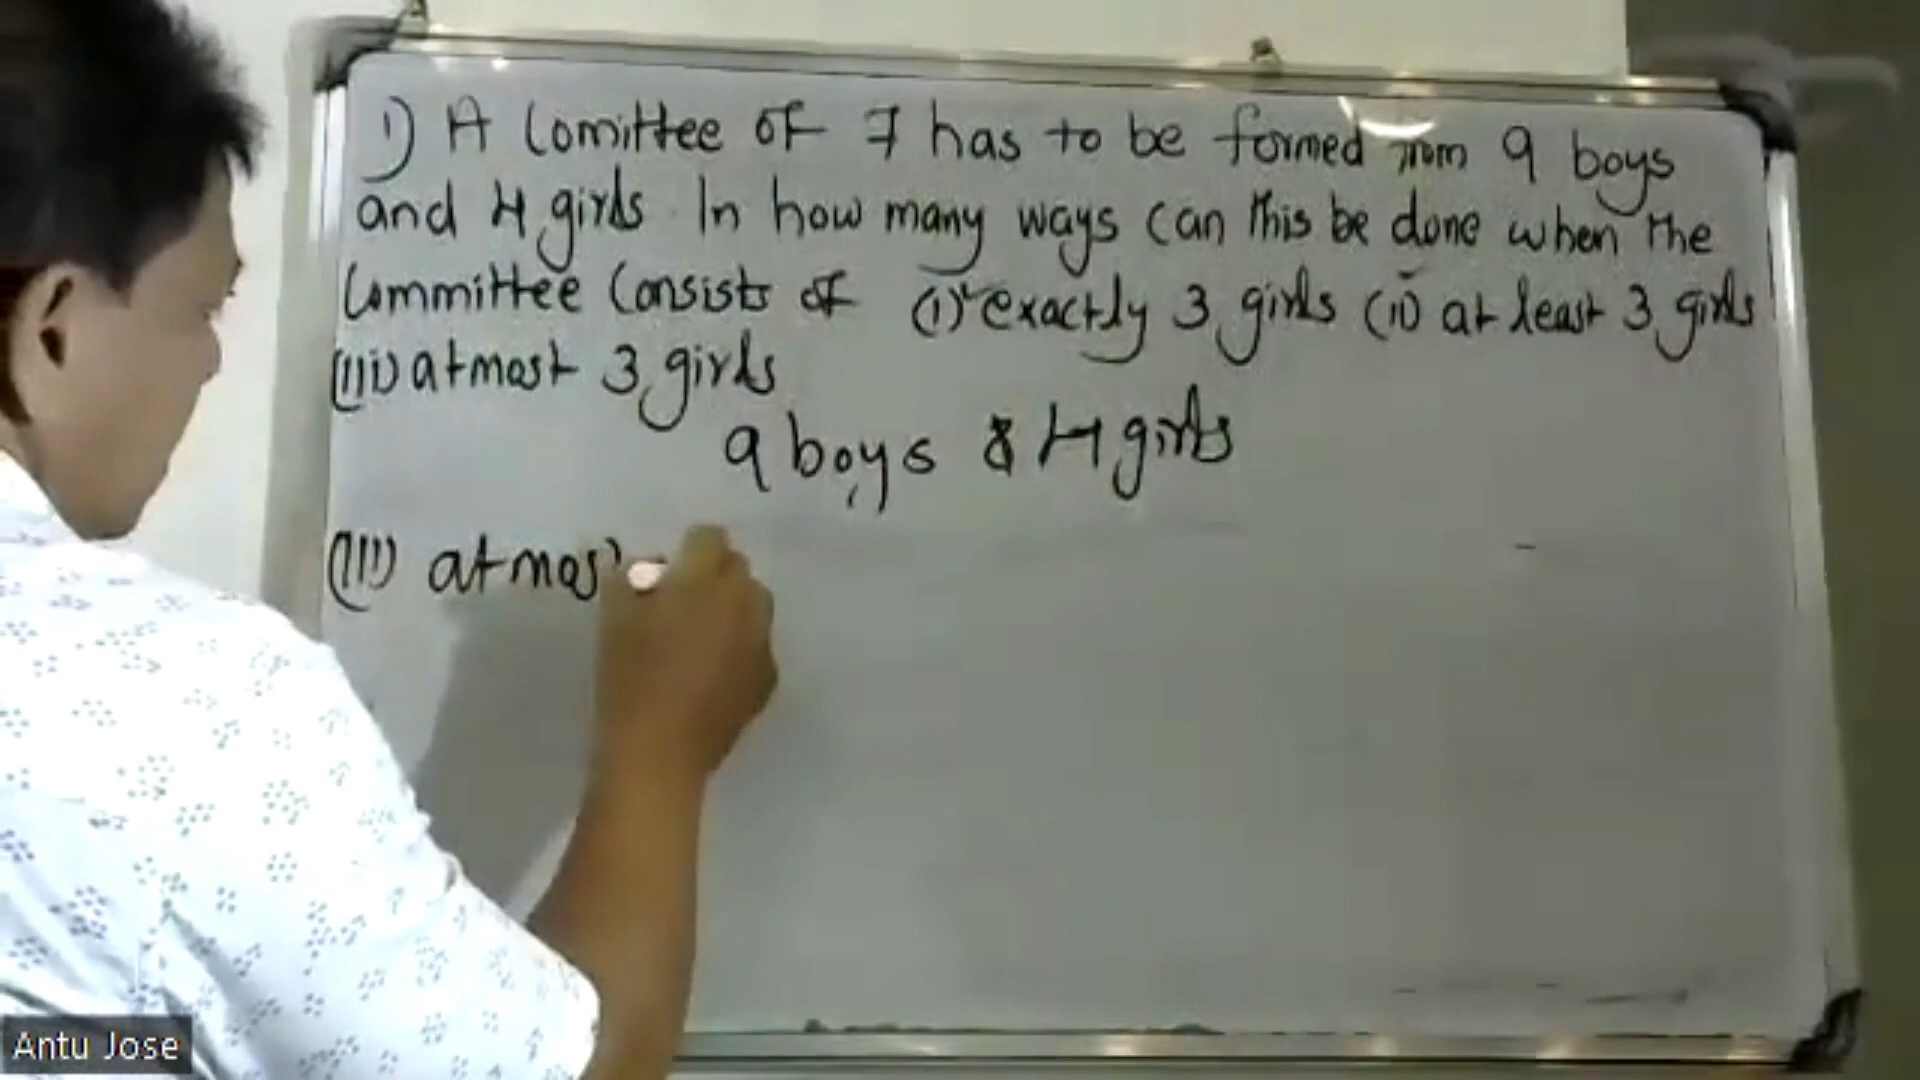 1) A Comittee of 7 has to be formed from 9 boys
and 4 girls. In how many ways can this be done when the
Committee Consists of (i) exactly 3 girls (ii) at least 3 girls
(iii) atmost 3 girls
9 boys & 4 girls
(iii) atmost
Antu Jose